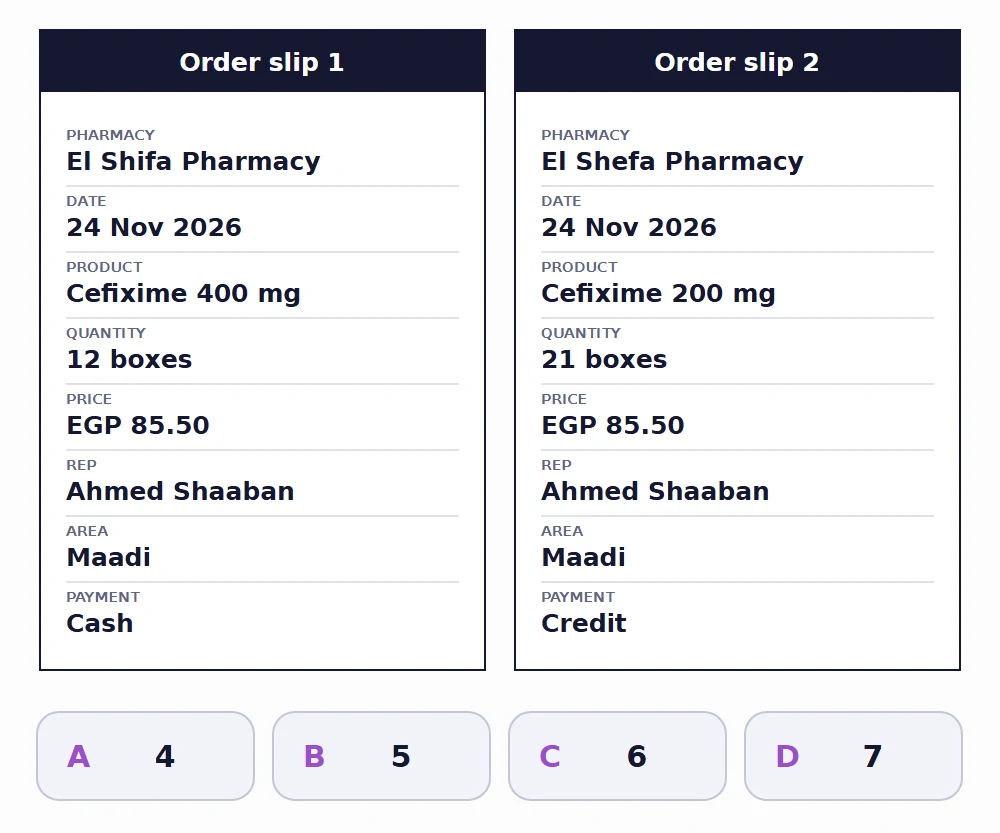 Order slip 1
PHARMACY
El Shifa Pharmacy
DATE
24 Nov 2026
PRODUCT
Cefixime 400 mg
QUANTITY
12 boxes
PRICE
EGP 85.50
REP
Ahmed Shaaban
AREA
Maadi
PAYMENT
Cash
Order slip 2
PHARMACY
El Shefa Pharmacy
DATE
24 Nov 2026
PRODUCT
Cefixime 200 mg
QUANTITY
21 boxes
PRICE
EGP 85.50
REP
Ahmed Shaaban
AREA
Maadi
PAYMENT
Credit
A 4
B 5
C 6
D 7